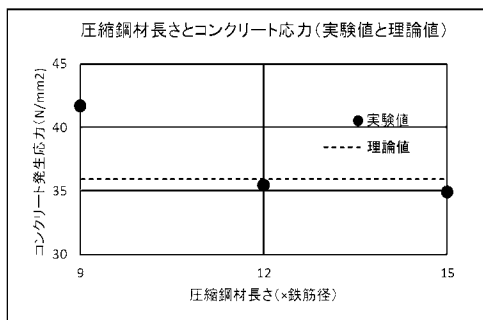 圧縮鋼材長さとコンクリート応力(実験値と理論値)
コンクリート発生応力(N/mm2)
45
40
35
30
実験値
理論値
9
12
15
圧縮鋼材長さ(×鉄筋径)